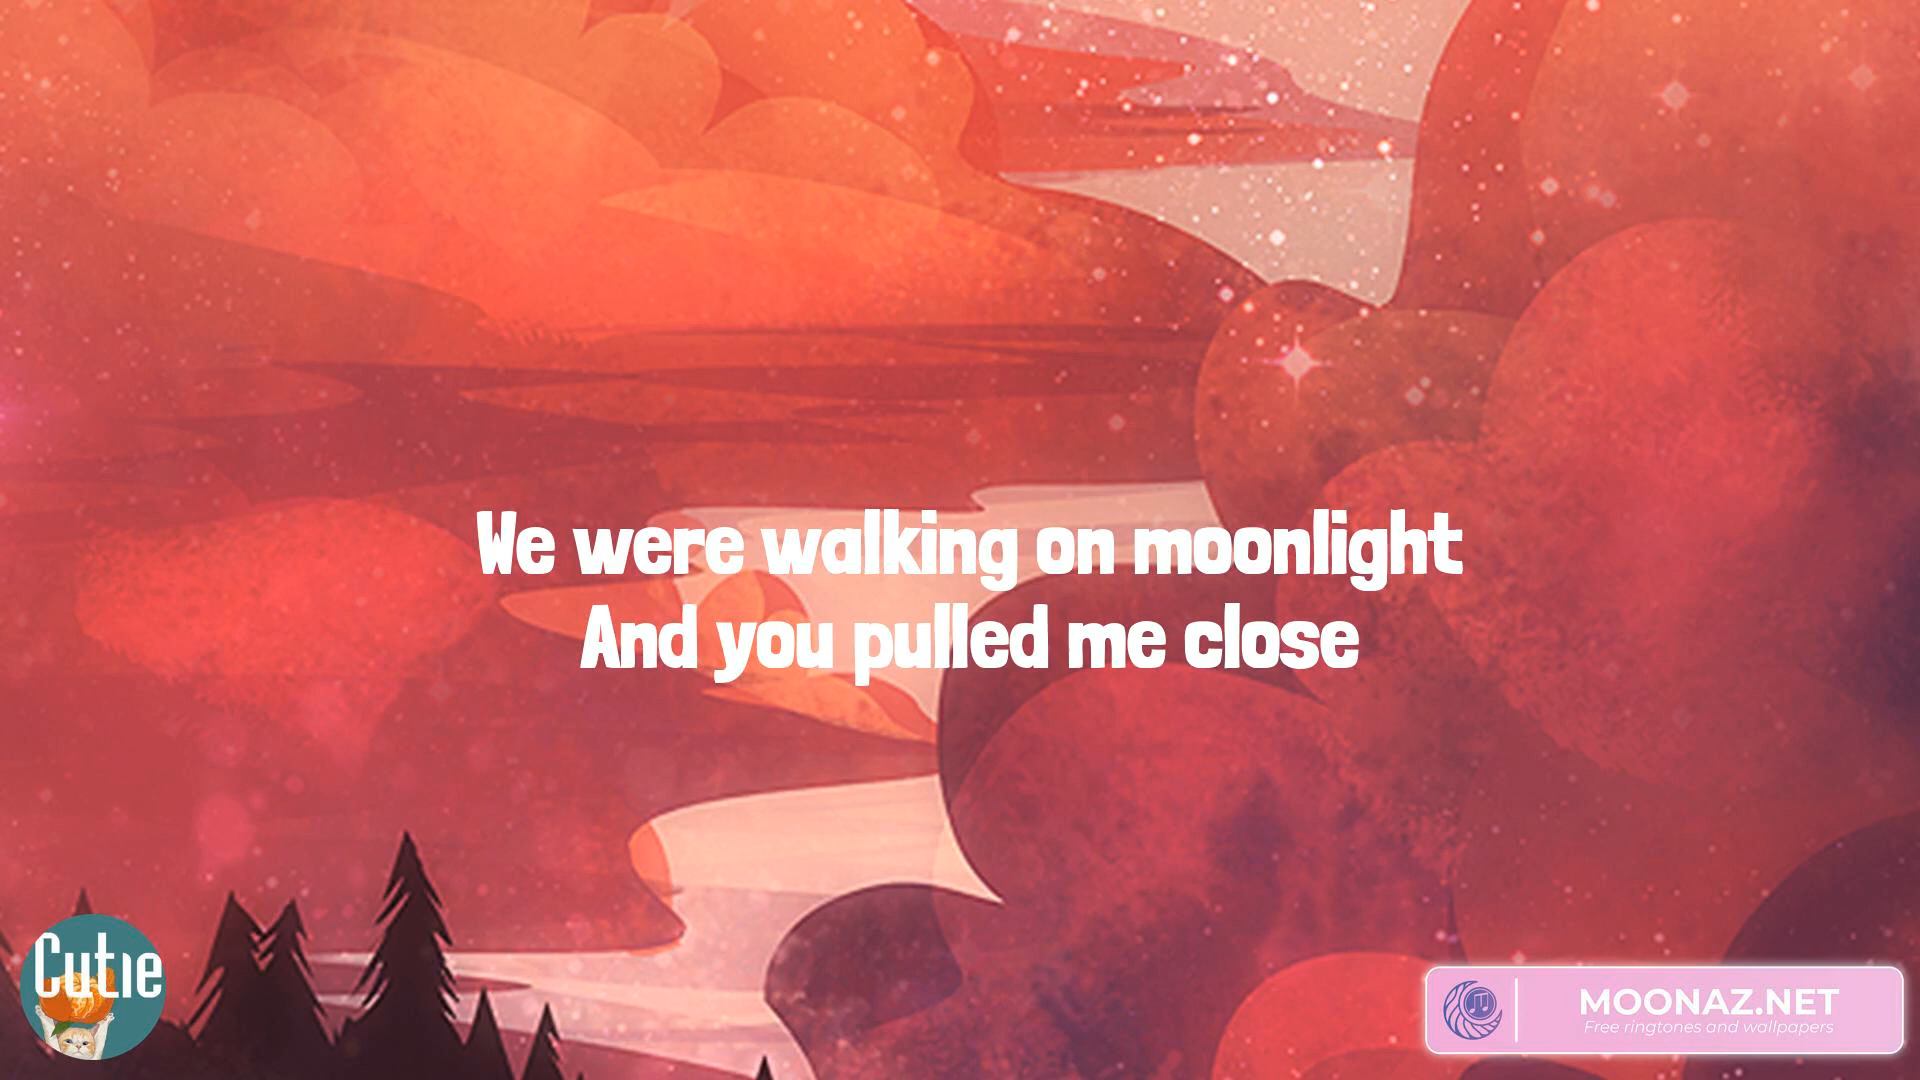 We were walking on moonlight
And you pulled me close
Cutie
MOONAZ.NET
Free ringtones and wallpapers